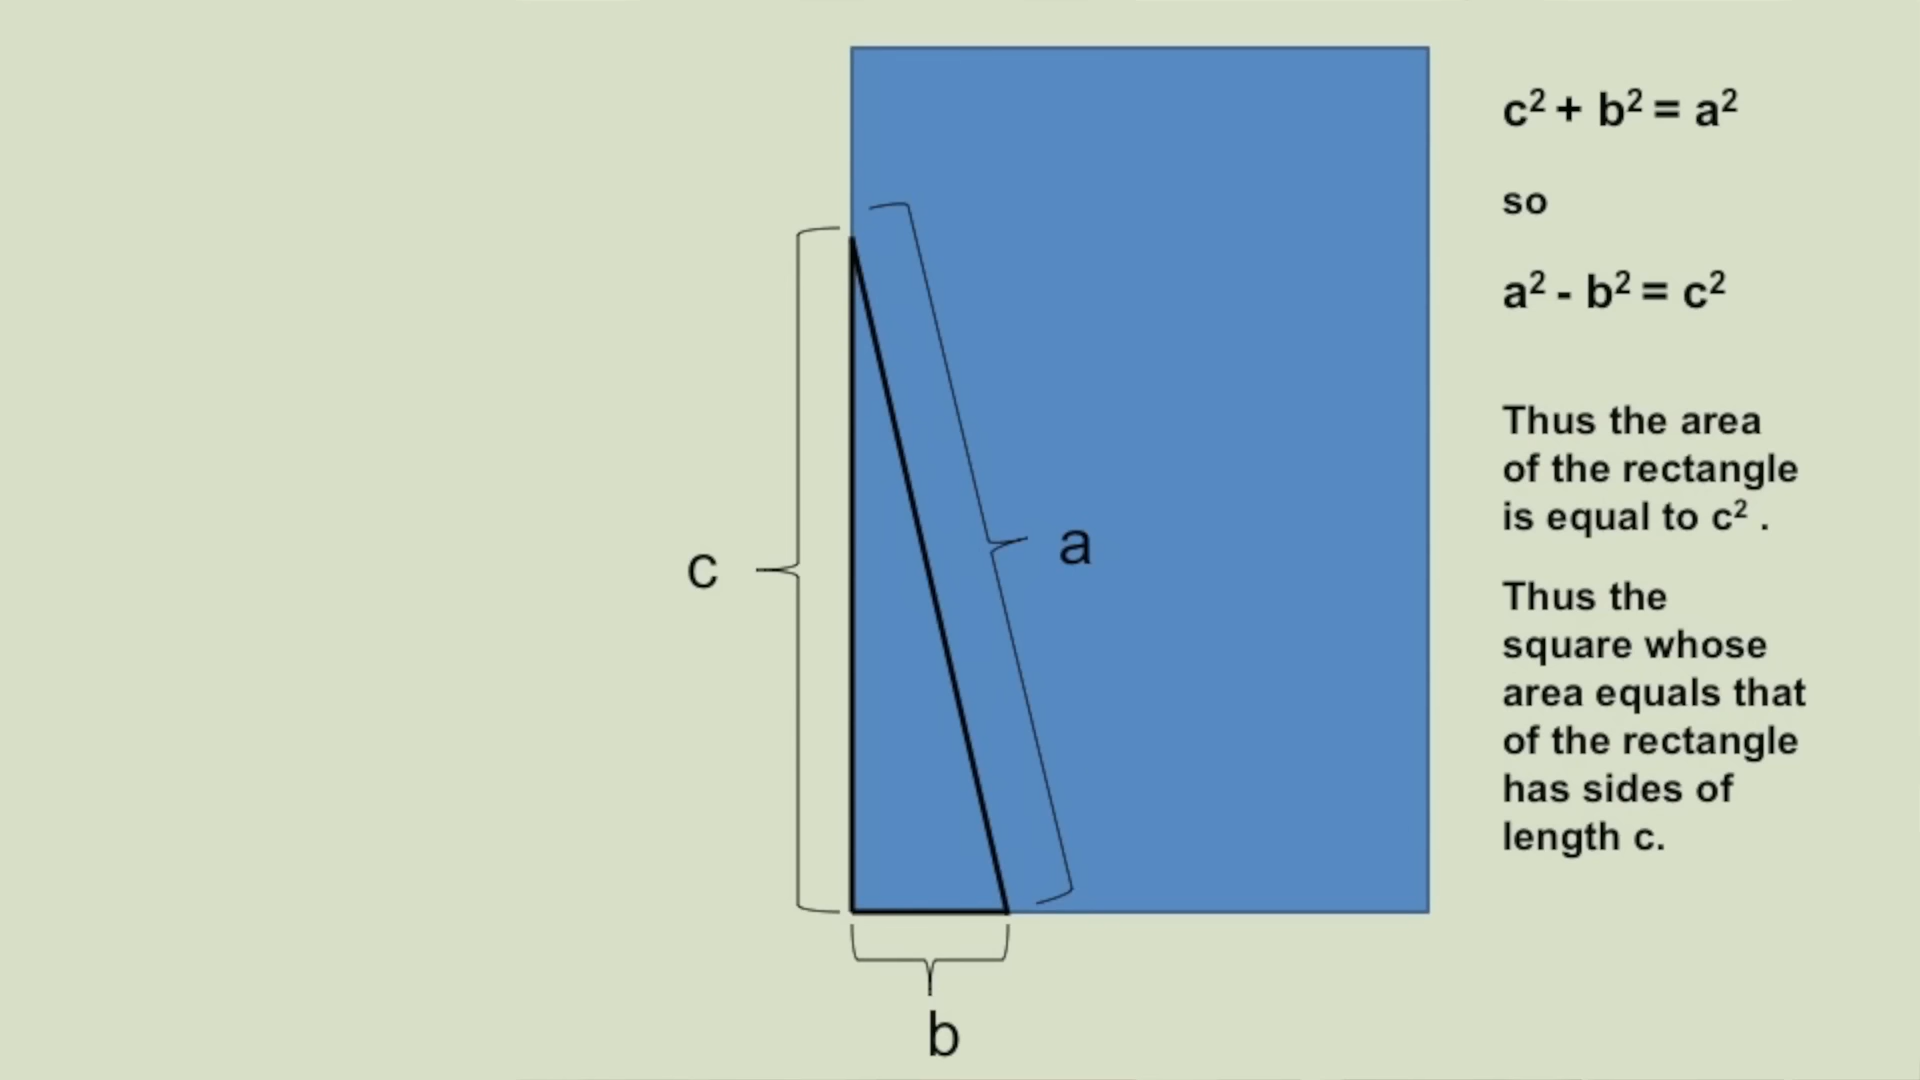 c² + b² = a²
so
a² - b² = c²
Thus the area
of the rectangle
is equal to c² .
Thus the
square whose
area equals that
of the rectangle
has sides of
length c.
c
a
b